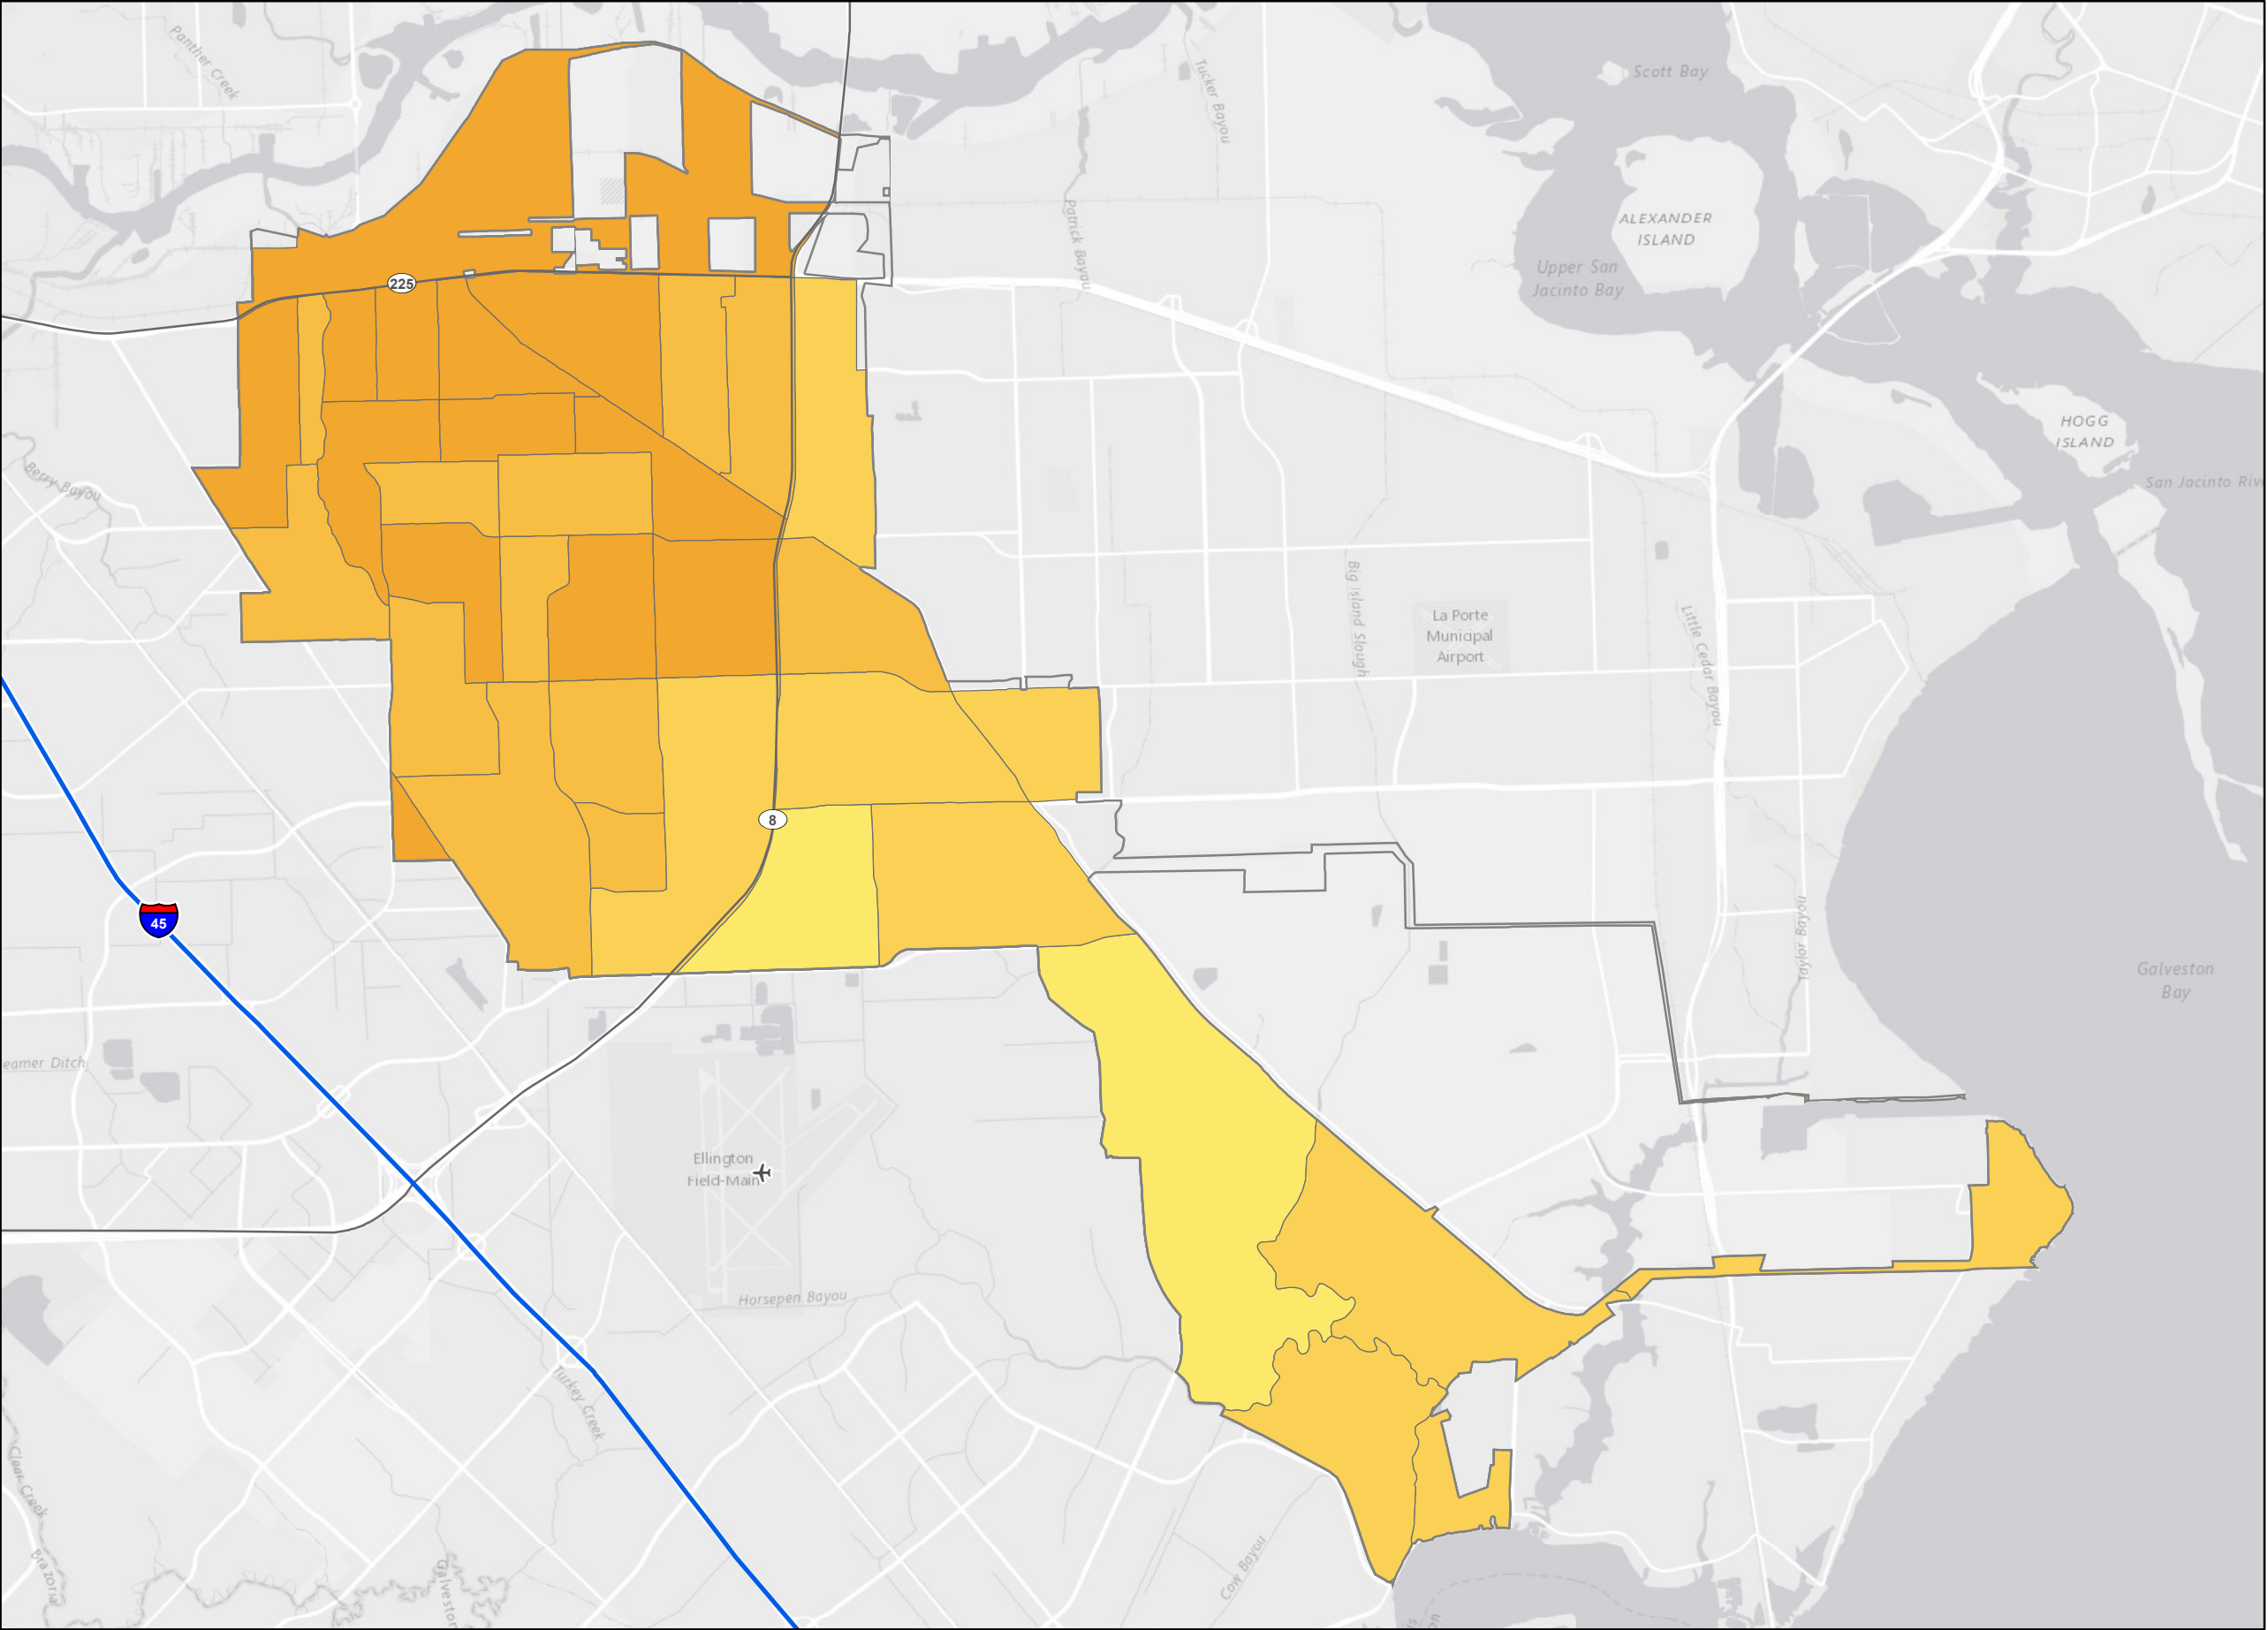 Panther Creek
Tucker Bayou
Scott Bay
ALEXANDER
ISLAND
Patrick Bayou
Upper San
Jacinto Bay
225
HOGG
ISLAND
Berry Bayou
San Jacinto Riv
Big Island Slough
La Porte
Municipal
Airport
Little Cedar Bayou
8
45
Taylor Bayou
Galveston
Bay
eamer Ditch
Ellington
Field-Main
Horsepen Bayou
Turkey Creek
Clear Creek
Cow Bayou
Brazoria
Galveston